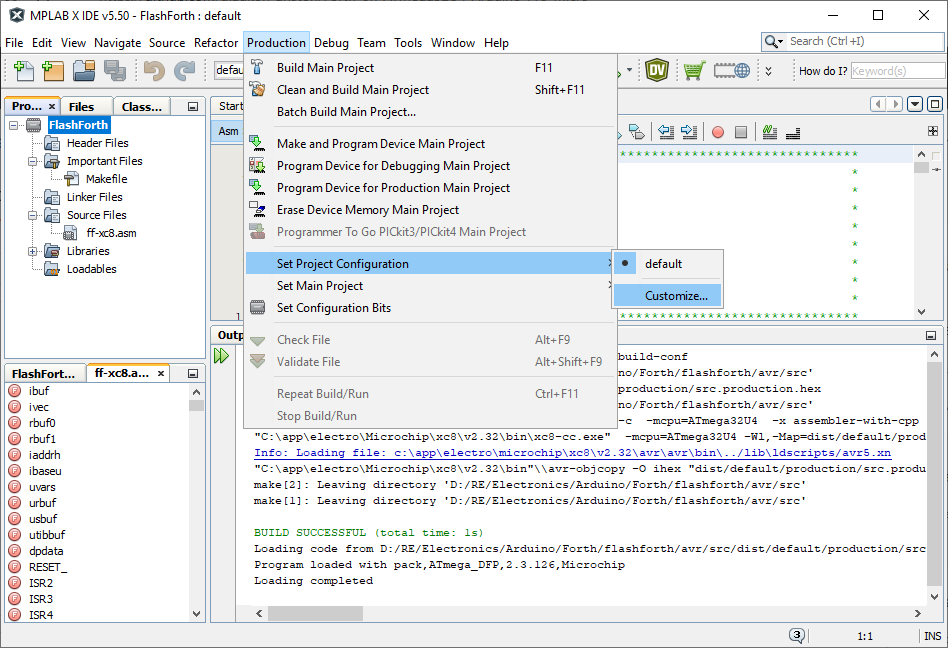 MPLAB X IDE v5.50 - FlashForth : default
File Edit View Navigate Source Refactor Production Debug Team Tools Window Help
Search (Ctrl+I)
defau
How do I? Keyword(s)
Pro... × Files Class...
FlashForth
Header Files
Important Files
Makefile
Linker Files
Source Files
ff-xc8.asm
Libraries
Loadables
FlashFort... ff-xc8.a... ×
ibuf
ivec
rbuf0
rbuf1
iaddrh
ibaseu
uvars
urbuf
usbuf
utibbuf
dpdata
RESET_
ISR2
ISR3
ISR4
Start
Asm
Build Main Project F11
Clean and Build Main Project Shift+F11
Batch Build Main Project...
Make and Program Device Main Project
Program Device for Debugging Main Project
Program Device for Production Main Project
Erase Device Memory Main Project
Programmer To Go PICkit3/PICkit4 Main Project
Set Project Configuration
Set Main Project
Set Configuration Bits
Check File Alt+F9
Validate File Alt+Shift+F9
Repeat Build/Run Ctrl+F11
Stop Build/Run
default
Customize...
******************************
*
*
*
*
*
*
*
*
******************************
1
Outp
build-conf
no/Forth/flashforth/avr/src'
production/src.production.hex
no/Forth/flashforth/avr/src'
-c -mcpu=ATmega32U4 -x assembler-with-cpp
"C:\app\electro\Microchip\xc8\v2.32\bin\xc8-cc.exe" -mcpu=ATmega32U4 -Wl,-Map=dist/default/prod
Info: Loading file: c:\app\electro\microchip\xc8\v2.32\avr\avr\bin\../lib\ldscripts/avr5.xn
"C:\app\electro\Microchip\xc8\v2.32\bin"\\avr-objcopy -O ihex "dist/default/production/src.produ
make[2]: Leaving directory 'D:/RE/Electronics/Arduino/Forth/flashforth/avr/src'
make[1]: Leaving directory 'D:/RE/Electronics/Arduino/Forth/flashforth/avr/src'
BUILD SUCCESSFUL (total time: 1s)
Loading code from D:/RE/Electronics/Arduino/Forth/flashforth/avr/src/dist/default/production/src
Program loaded with pack,ATmega_DFP,2.3.126,Microchip
Loading completed
3
1:1 INS